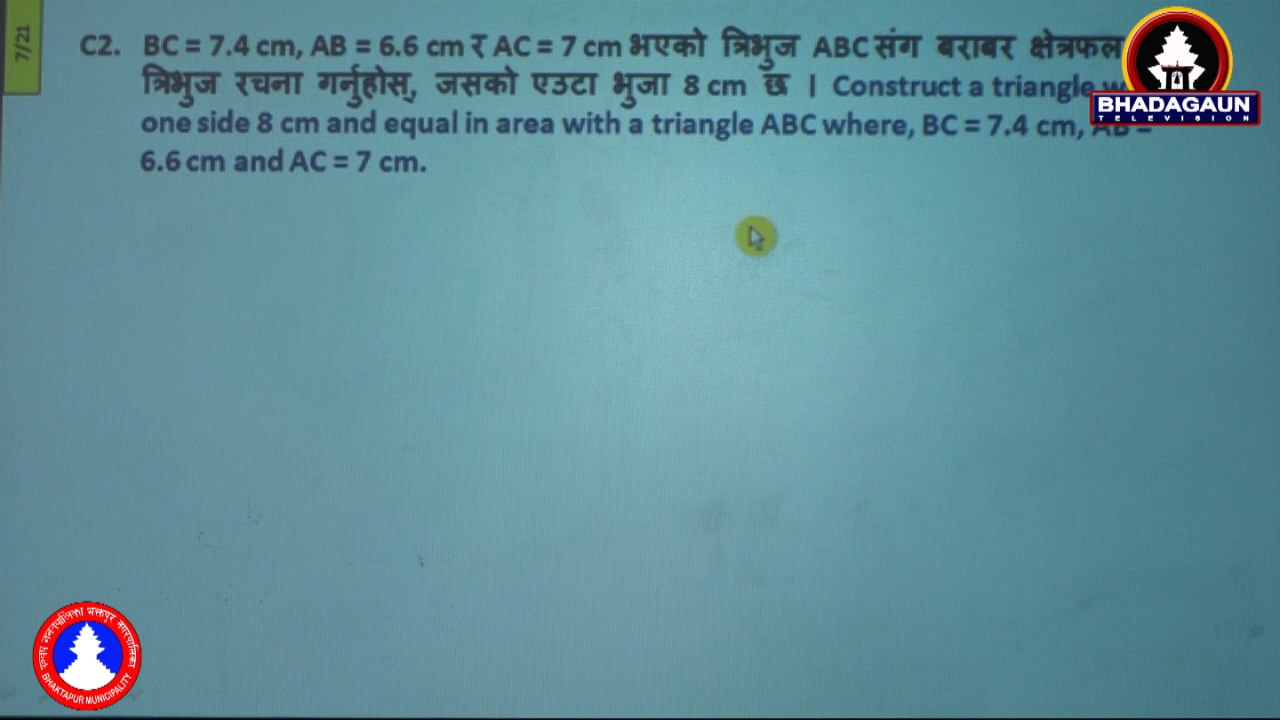 7/21
C2. BC = 7.4 cm, AB = 6.6 cm र AC = 7 cm भएको त्रिभुज ABC संग बराबर क्षेत्रफल
त्रिभुज रचना गर्नुहोस्, जसको एउटा भुजा 8 cm छ । Construct a triangle
one side 8 cm and equal in area with a triangle ABC where, BC = 7.4 cm, AB =
6.6 cm and AC = 7 cm.
BHADAGAUN
TELEVISION
BHAKTAPUR MUNICIPALITY